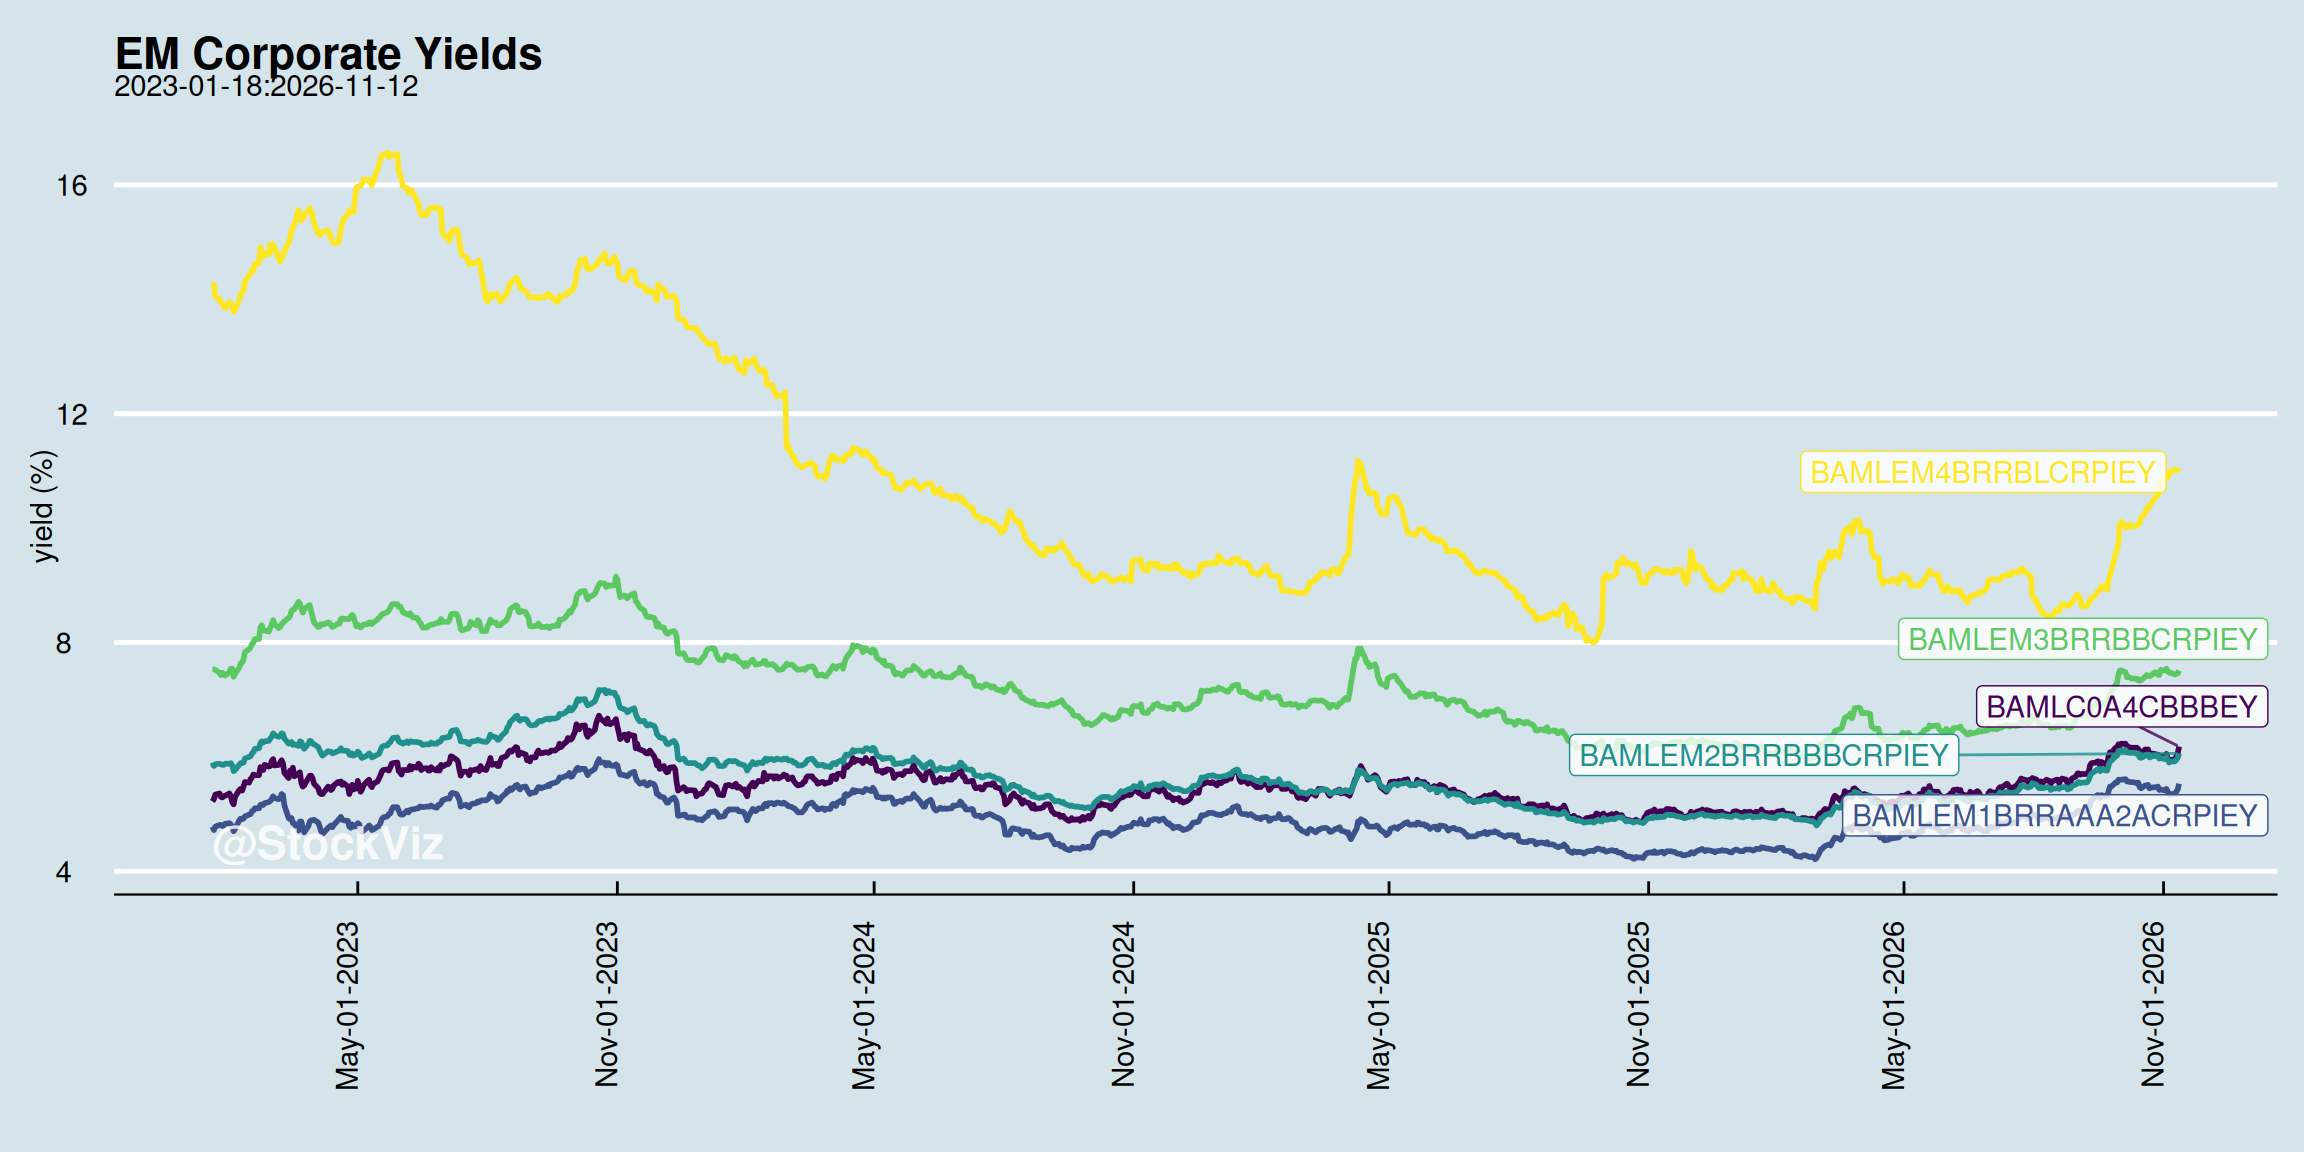 EM Corporate Yields
2023-01-18:2026-11-12
16
12
8
4
yield (%)
BAMLEM4BRRBLCRPIEY
BAMLEM3BRRBBCRPIEY
BAMLC0A4CBBBEY
BAMLEM2BRRBBBCRPIEY
BAMLEM1BRRAAA2ACRPIEY
@StockViz
May-01-2023
Nov-01-2023
May-01-2024
Nov-01-2024
May-01-2025
Nov-01-2025
May-01-2026
Nov-01-2026